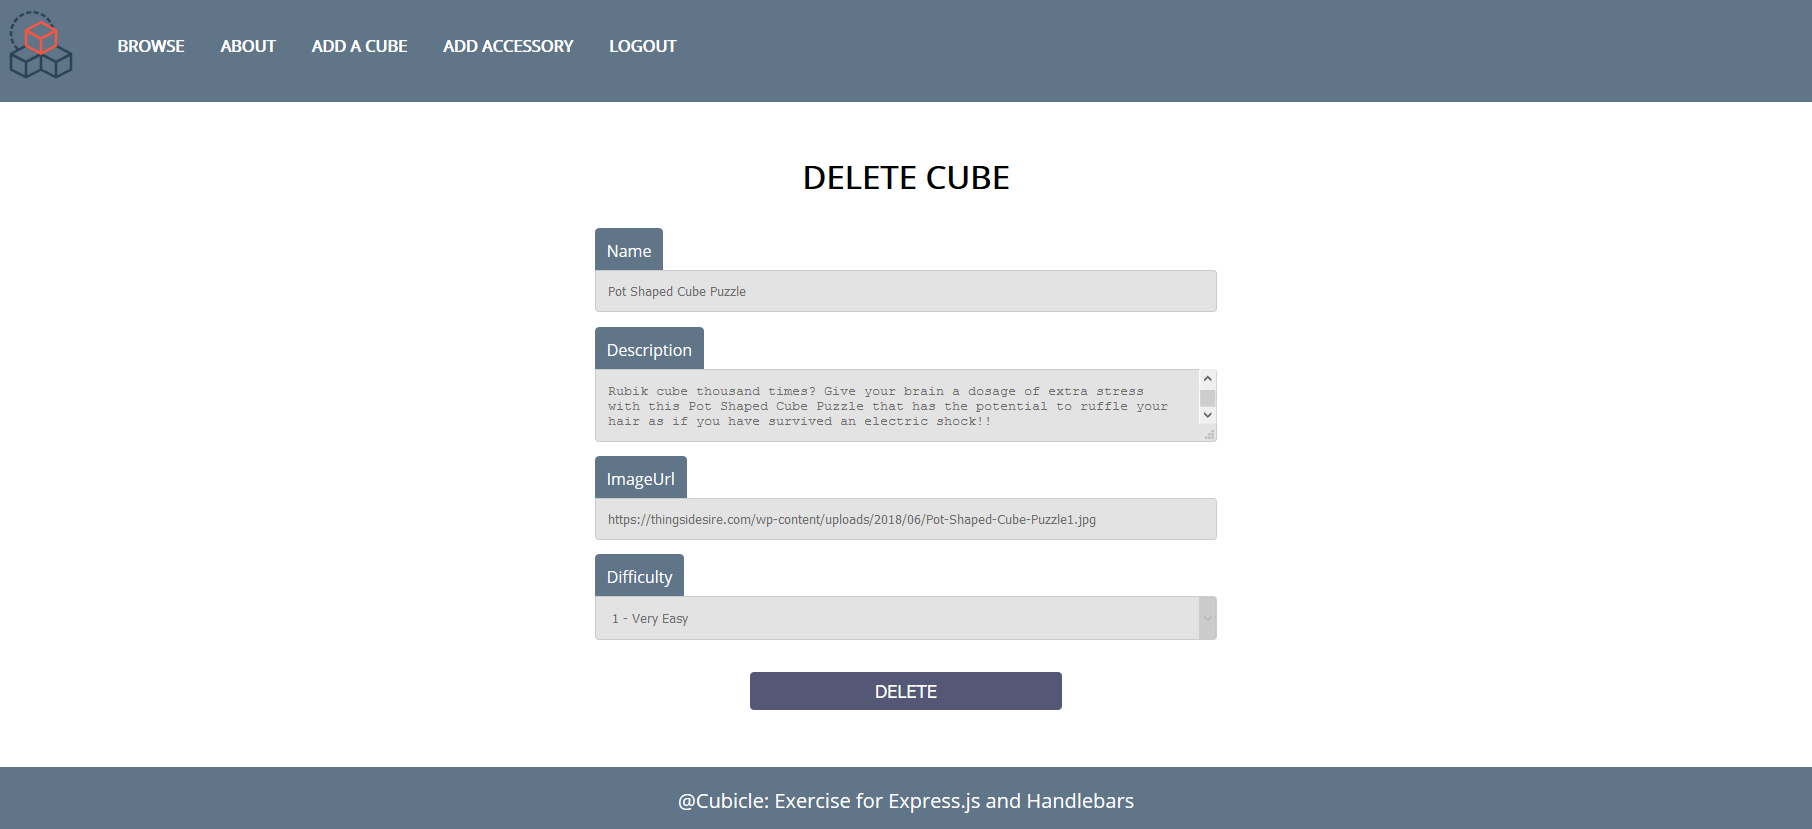 BROWSE ABOUT ADD A CUBE ADD ACCESSORY LOGOUT
DELETE CUBE
Name
Pot Shaped Cube Puzzle
Description
Rubik cube thousand times? Give your brain a dosage of extra stress
with this Pot Shaped Cube Puzzle that has the potential to ruffle your
hair as if you have survived an electric shock!!
ImageUrl
https://thingsidesire.com/wp-content/uploads/2018/06/Pot-Shaped-Cube-Puzzle1.jpg
Difficulty
1 - Very Easy
DELETE
@Cubicle: Exercise for Express.js and Handlebars